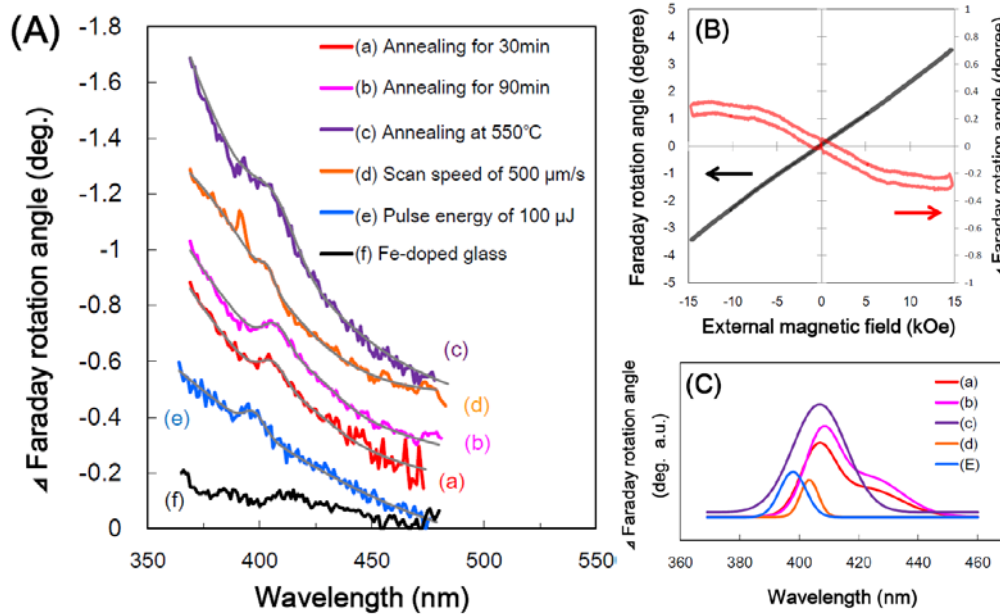 (A)
⊿ Faraday rotation angle (deg.)
-1.8
-1.6
-1.4
-1.2
-1
-0.8
-0.6
-0.4
-0.2
0
350
400
450
500
550
Wavelength (nm)
(a) Annealing for 30min
(b) Annealing for 90min
(c) Annealing at 550℃
(d) Scan speed of 500 μm/s
(e) Pulse energy of 100 μJ
(f) Fe-doped glass
(c)
(d)
(b)
(a)
(e)
(f)
(B)
Faraday rotation angle (degree)
5
4
3
2
1
0
-1
-2
-3
-4
-5
-15
-10
-5
0
5
10
15
External magnetic field (kOe)
1
0.8
0.6
0.4
0.2
0
-0.2
-0.4
-0.6
-0.8
-1
⊿ Faraday rotation angle (degree)
(C)
⊿ Faraday rotation angle
(deg. a.u.)
(a)
(b)
(c)
(d)
(E)
360
380
400
420
440
460
Wavelength (nm)